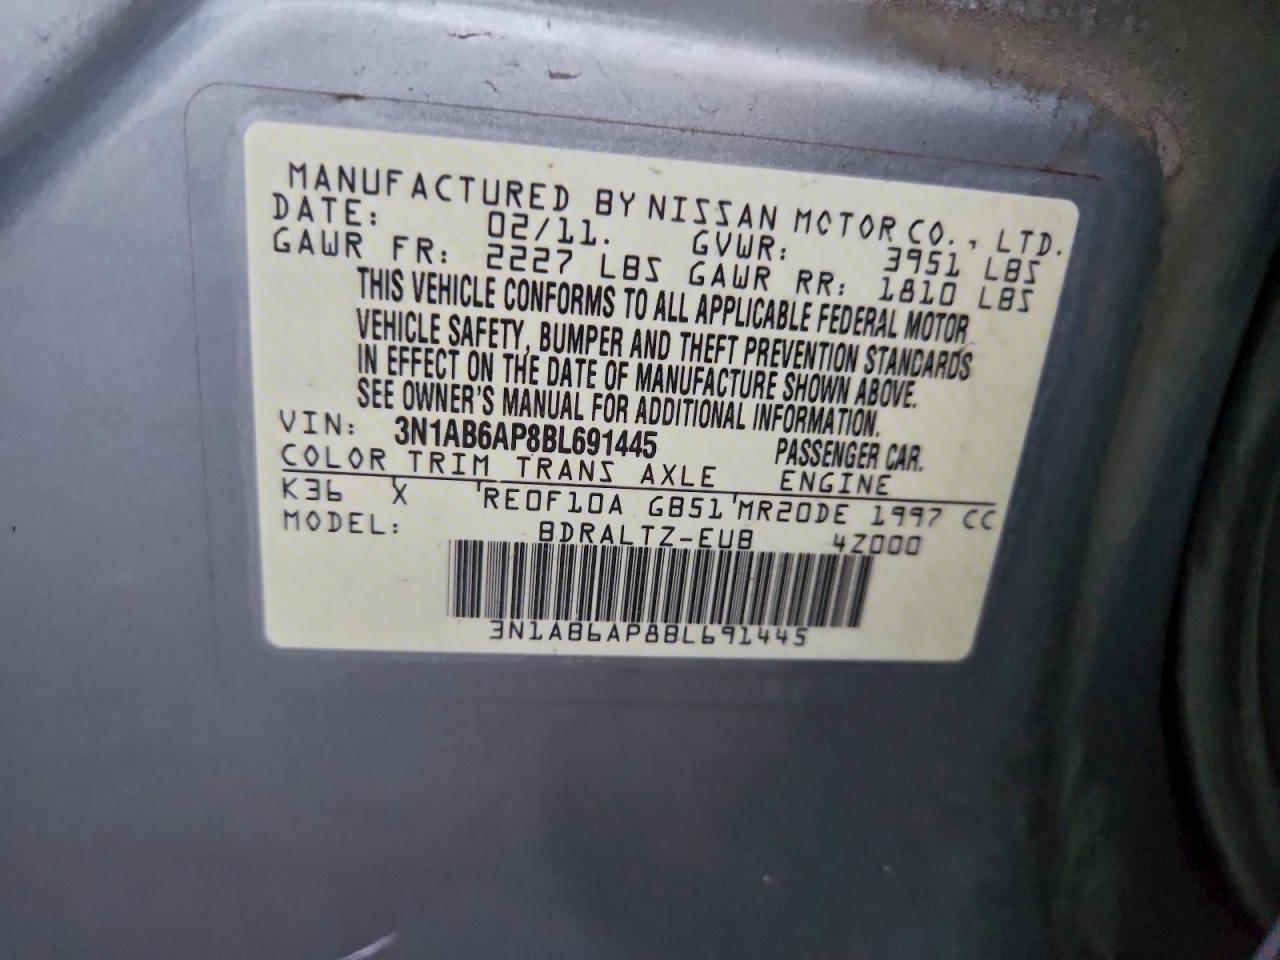 MANUFACTURED BY NISSAN MOTOR CO., LTD.
DATE: 02/11. GVWR: 3951 LBS
GAWR FR: 2227 LBS GAWR RR: 1810 LBS
THIS VEHICLE CONFORMS TO ALL APPLICABLE FEDERAL MOTOR
VEHICLE SAFETY, BUMPER AND THEFT PREVENTION STANDARDS
IN EFFECT ON THE DATE OF MANUFACTURE SHOWN ABOVE.
SEE OWNER'S MANUAL FOR ADDITIONAL INFORMATION.
VIN: 3N1AB6AP8BL691445 PASSENGER CAR.
COLOR TRIM TRANS AXLE ENGINE
K36 X RE0F10A GB51 MR20DE 1997 CC
MODEL: BDRALTZ-EUB 4Z000
3N1AB6AP8BL691445